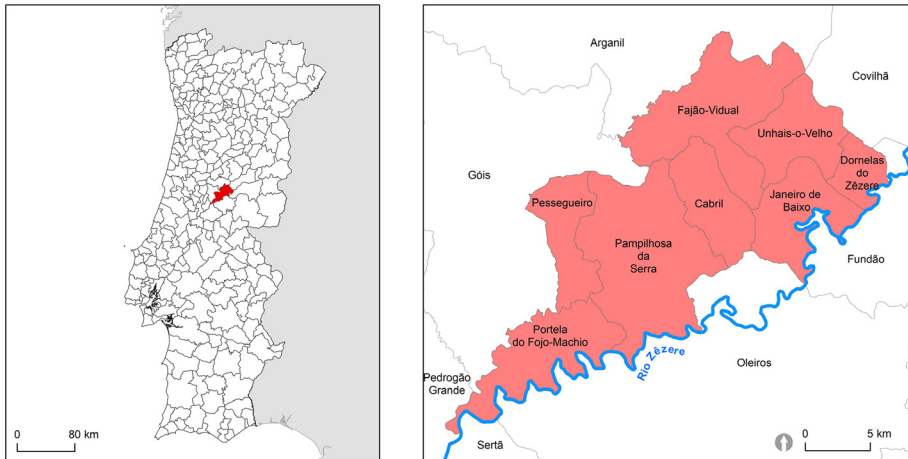 0
80 km
Arganil
Covilhã
Fajão-Vidual
Unhais-o-Velho
Dornelas
do
Zêzere
Góis
Pessegueiro
Cabril
Janeiro de
Baixo
Pampilhosa
da
Serra
Fundão
Portela
do Fojo-Machio
Rio Zêzere
Oleiros
Pedrogão
Grande
Sertã
0
5 km